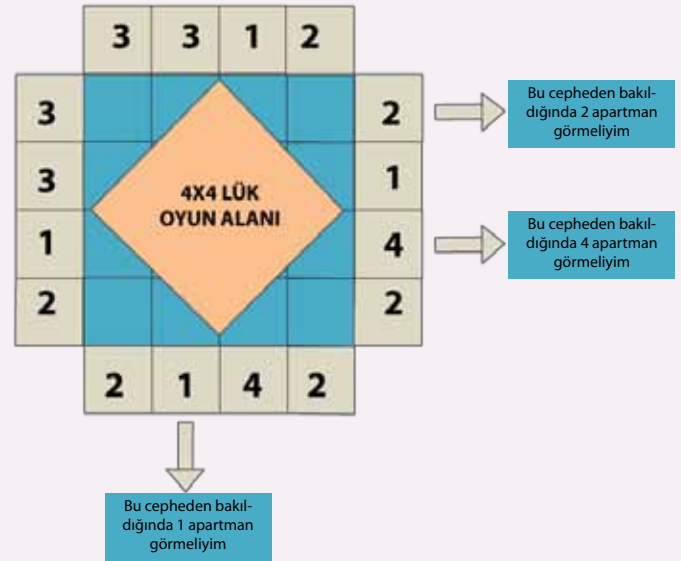 3 3 1 2
3
3
1
2
4X4 LÜK
OYUN ALANI
2
1
4
2
2 1 4 2
Bu cepheden bakıl-
dığında 2 apartman
görmeliyim
Bu cepheden bakıl-
dığında 4 apartman
görmeliyim
Bu cepheden bakıl-
dığında 1 apartman
görmeliyim